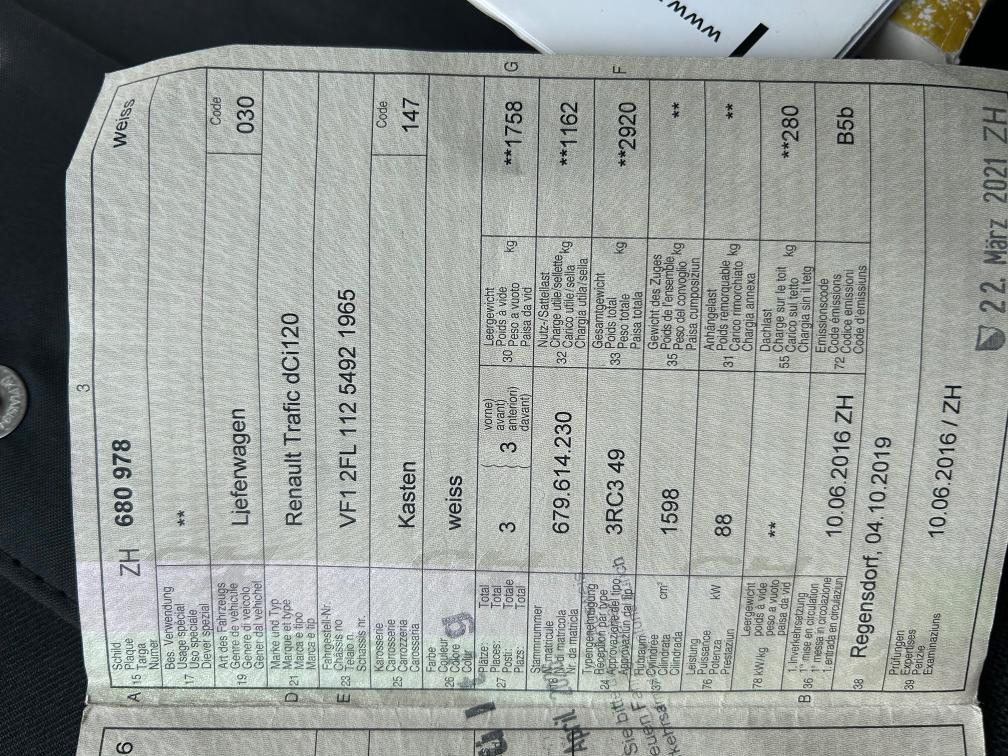 3
A 15 Schild Plaque Targa Numer ZH 680 978 weiss
17 Bes. Verwendung Usage spécial Uso speciale Diever spezial **
19 Art des Fahrzeugs Genre de véhicule Genere di veicolo Gener dal vehichel Lieferwagen Code 030
D 21 Marke und Typ Marque et type Marca e tipo Marca e tip Renault Trafic dCi120
E 23 Fahrgestell-Nr. Châssis no Telaio n. Schassis nr. VF1 2FL 112 5492 1965
25 Karosserie Carrosserie Carrozzeria Carossaria Kasten Code 147
26 Farbe Couleur Colore Colur weiss
27 Plätze: Places: Posti: Plazs: Total Total Totale Total 3 3 vorne) avant) anteriori) davant)
30 Leergewicht Poids à vide Peso a vuoto Paisa da vid kg **1758 G
Stammnummer matricule matricola Nr. da matricla 679.614.230
32 Nutz-/Sattellast Charge utile/sellette Carico utile/sella Chargia utila/sella kg **1162
24 Typengenehmigung Réception par type Approvazione del tipo Approvaziun dal tip 3RC3 49
33 Gesamtgewicht Poids total Peso totale Paisa totala kg **2920 F
37 Hubraum Cylindrée Cilindrata Cilindrada cm³ 1598
35 Gewicht des Zuges Poids de l'ensemble Peso del convoglio Paisa cumposiziun kg **
76 Leistung Puissance Potenza Prestaziun kW 88
31 Anhängelast Poids remorquable Carico rimorchiato Chargia annexa kg **
78 kW/kg Leergewicht poids à vide peso a vuoto paisa da vid **
55 Dachlast Charge sur le toit Carico sul tetto Chargia sin il tetg kg **280
B 36 1. Inverkehrsetzung 1re mise en circulation 1a messa in circolazione 1. entrada en circulaziun 10.06.2016 ZH
72 Emissionscode Code émissions Codice emissioni Code d'emissiuns B5b
38 Regensdorf, 04.10.2019
39 Prüfungen Expertises Perizie Examinaziuns 10.06.2016 / ZH
22. März 2021 ZH
April
Sie bitte
euen Fa
kehrsa
6
www.